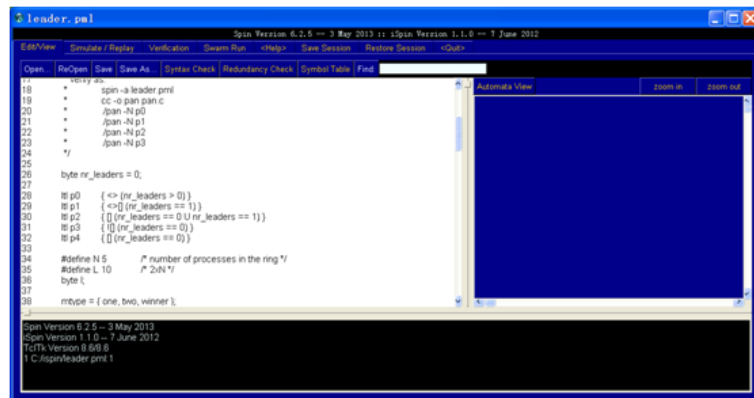 leader.pml
Spin Version 6.2.5 -- 3 May 2013 :: iSpin Version 1.1.0 -- 7 June 2012
Edit/View Simulate / Replay Verification Swarm Run <Help> Save Session Restore Session <Quit>
Open... ReOpen Save Save As... Syntax Check Redundancy Check Symbol Table Find:
17 * Verify as:
18 * spin -a leader.pml
19 * cc -o pan pan.c
20 * ./pan -N p0
21 * ./pan -N p1
22 * ./pan -N p2
23 * ./pan -N p3
24 */
25
26 byte nr_leaders = 0;
27
28 ltl p0 { <> (nr_leaders > 0) }
29 ltl p1 { <>[] (nr_leaders == 1) }
30 ltl p2 { [] (nr_leaders == 0 U nr_leaders == 1) }
31 ltl p3 { ![] (nr_leaders == 0) }
32 ltl p4 { [] (nr_leaders == 0) }
33
34 #define N 5 /* number of processes in the ring */
35 #define L 10 /* 2xN */
36 byte I;
37
38 mtype = { one, two, winner };
Automata View zoom in zoom out
Spin Version 6.2.5 -- 3 May 2013
iSpin Version 1.1.0 -- 7 June 2012
TclTk Version 8.6/8.6
1 C:/ispin/leader.pml:1